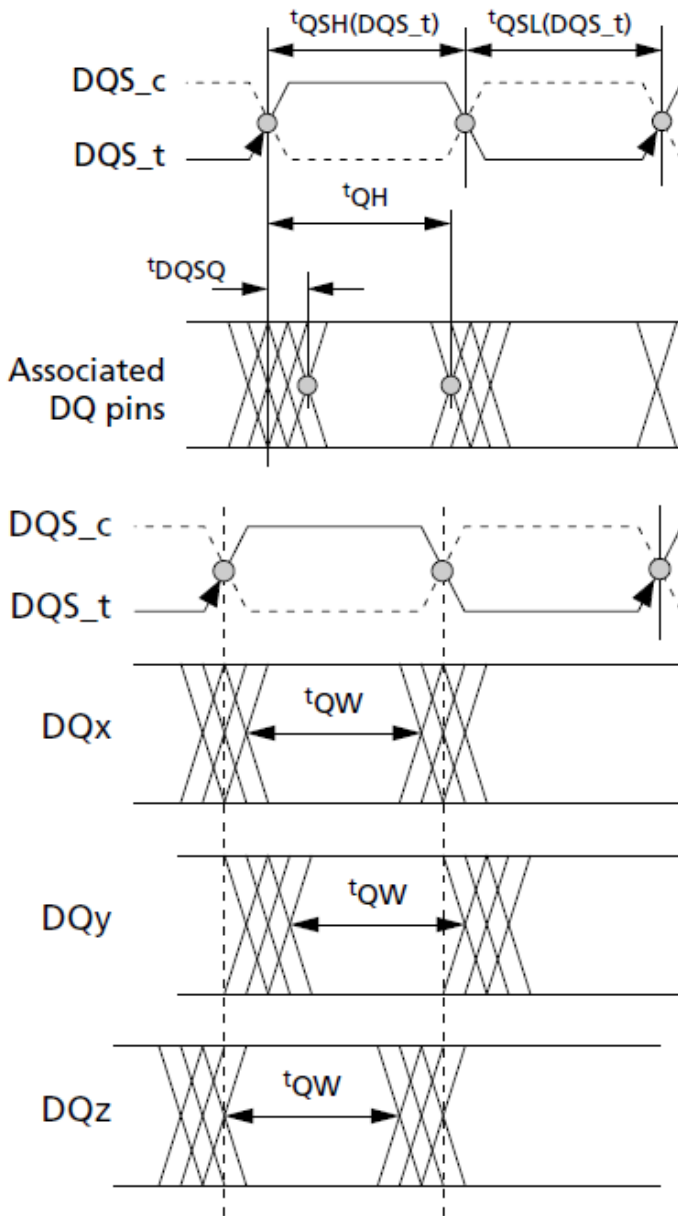 tQSH(DQS_t) tQSL(DQS_t)
DQS_c
DQS_t
tQH
tDQSQ
Associated
DQ pins
DQS_c
DQS_t
DQx
tQW
DQy
tQW
DQz
tQW